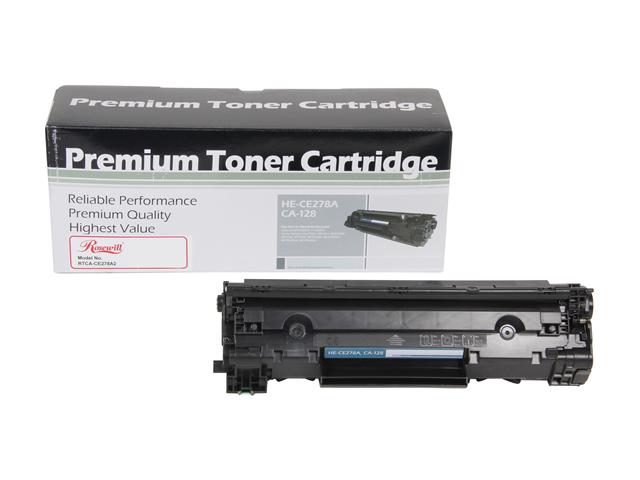 Premium Toner Cartridge
Premium Toner Cartridge
Reliable Performance
Premium Quality
Highest Value
Rosewill
Model No.
RTCA-CE278A2
HE-CE278A
CA-128
HE-CE278A, CA-128